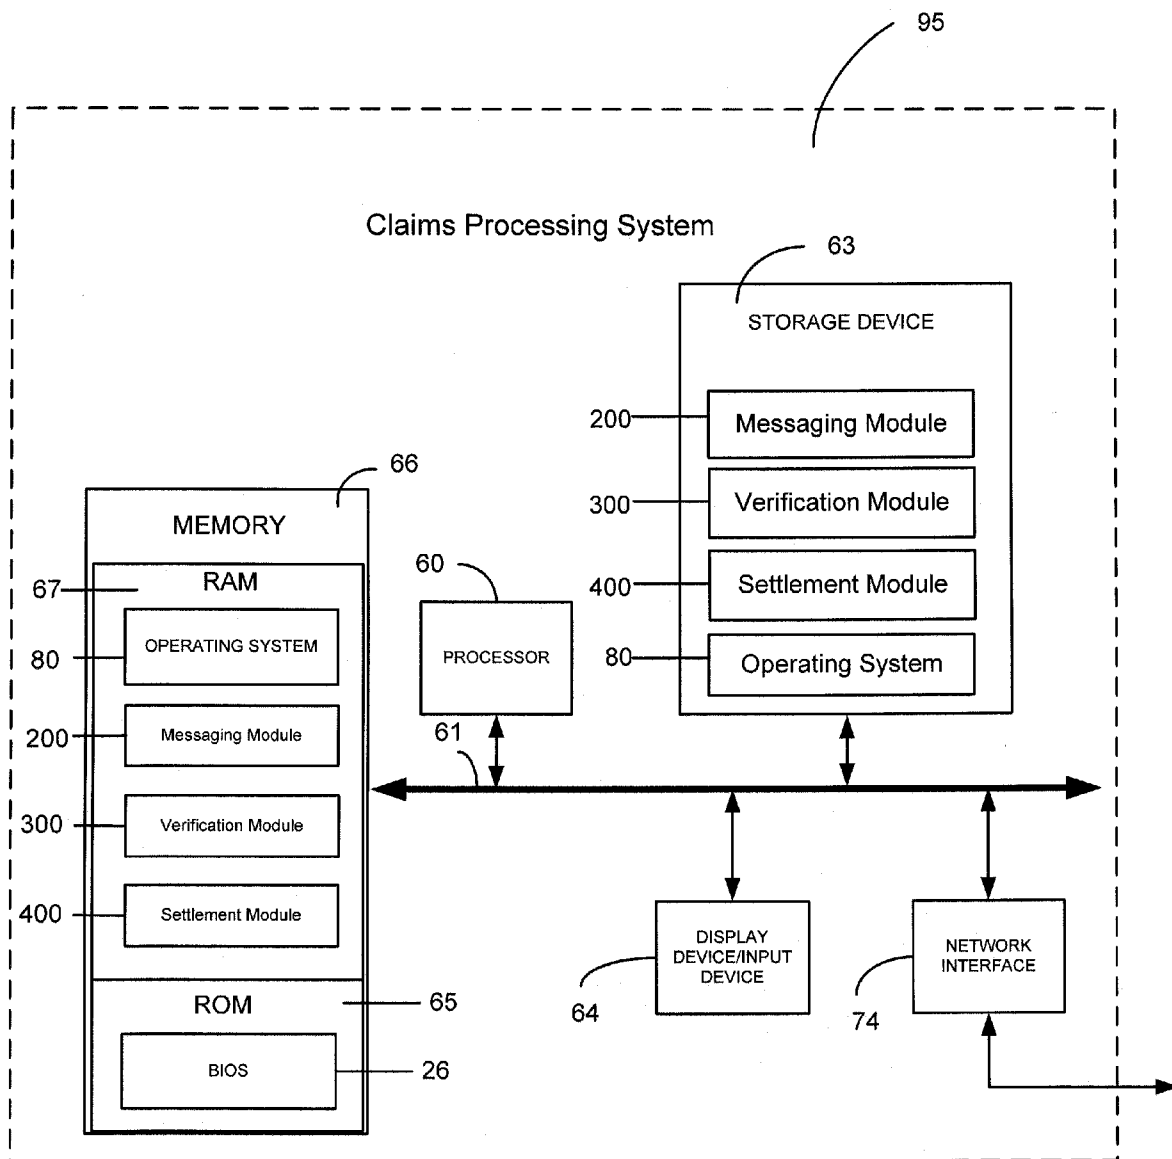 95
Claims Processing System
63
STORAGE DEVICE
200
Messaging Module
300
Verification Module
400
Settlement Module
80
Operating System
66
MEMORY
67
RAM
OPERATING SYSTEM
80
200
Messaging Module
300
Verification Module
400
Settlement Module
ROM
65
BIOS
26
60
PROCESSOR
61
DISPLAY
DEVICE/INPUT
DEVICE
64
NETWORK
INTERFACE
74